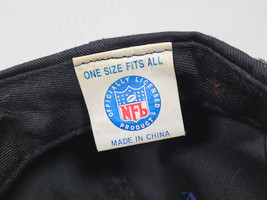 ONE SIZE FITS ALL
OFFICIALLY LICENSED
NFL
PRODUCT
MADE IN CHINA